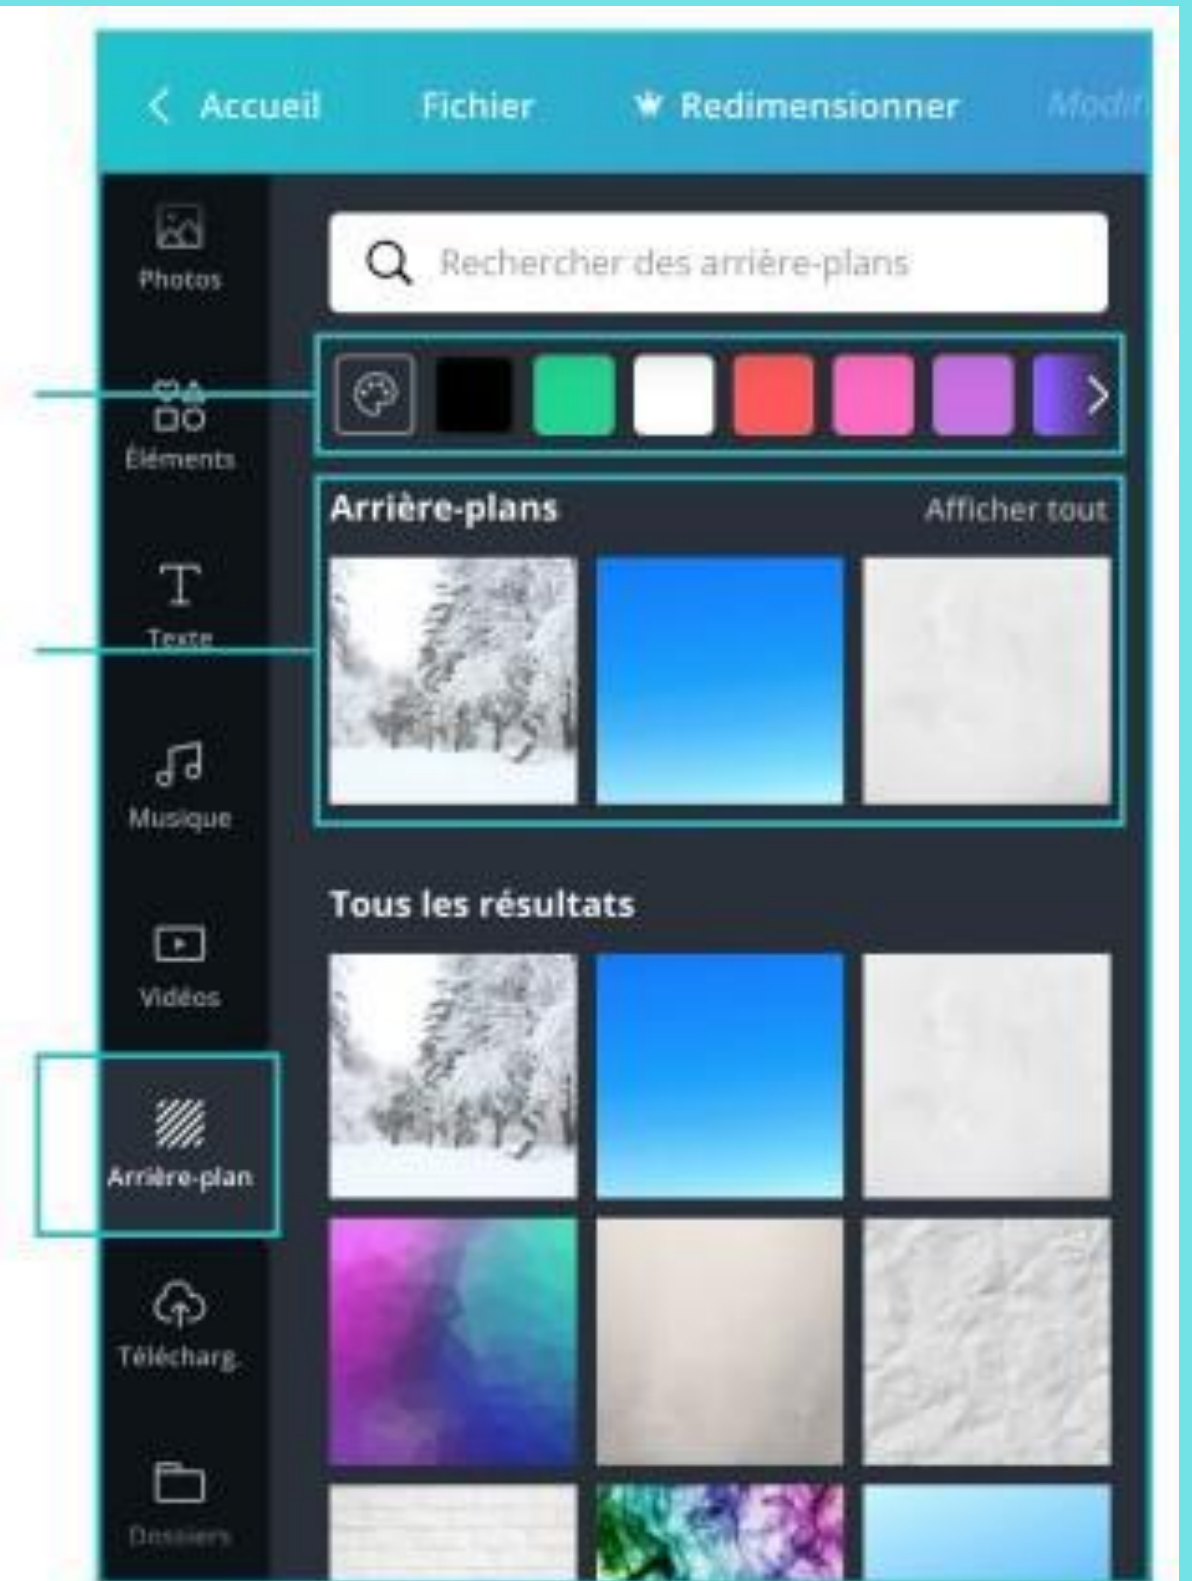 Accueil Fichier Redimensionner
Photos
Éléments
Texte
Musique
Vidéos
Arrière-plan
Télécharg.
Dossiers
Rechercher des arrière-plans
Arrière-plans Afficher tout
Tous les résultats